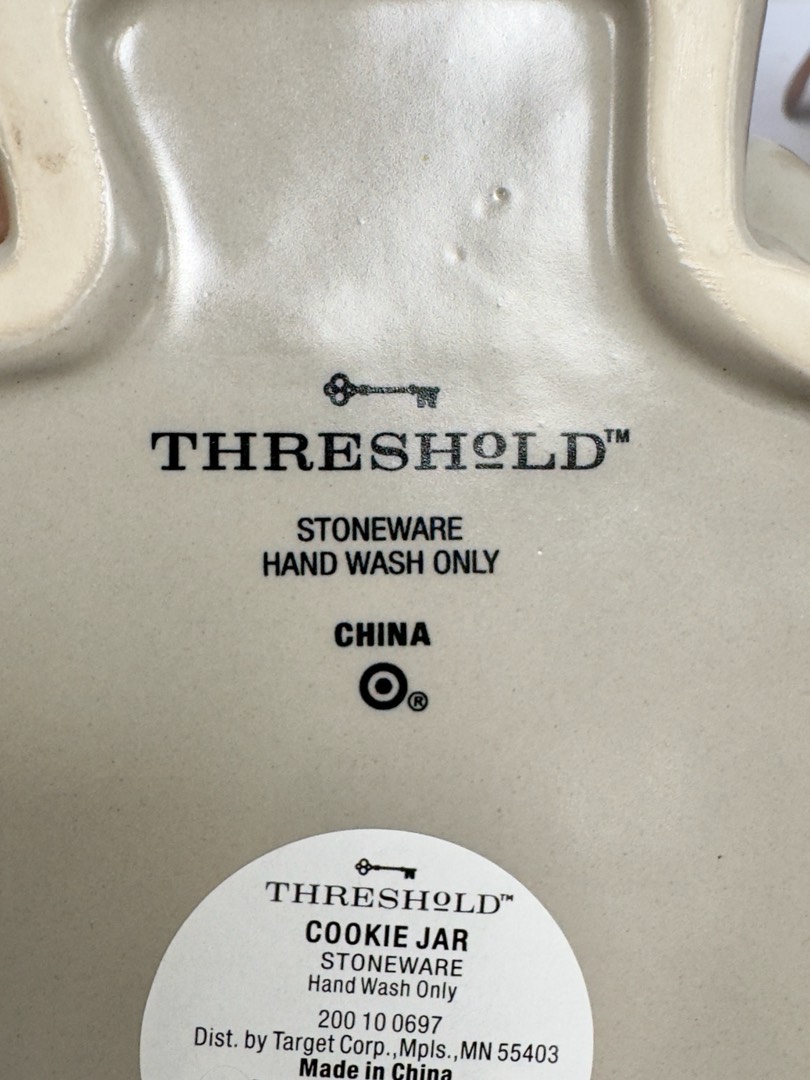 THRESHOLD™
STONEWARE
HAND WASH ONLY
CHINA
®
THRESHOLD™
COOKIE JAR
STONEWARE
Hand Wash Only
200 10 0697
Dist. by Target Corp.,Mpls.,MN 55403
Made in China